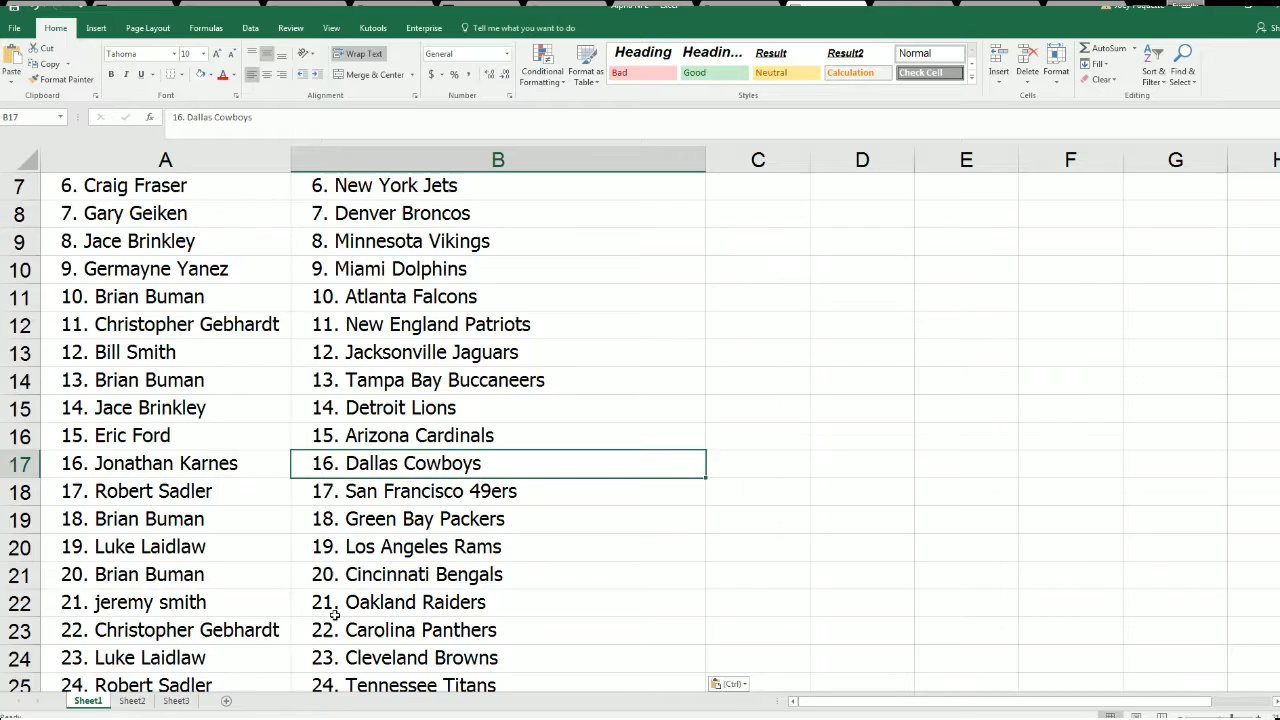 File Home Insert Page Layout Formulas Data Review View Kutools Enterprise Tell me what you want to do
Cut
Copy
Format Painter
Paste
Clipboard
Tahoma 10
B I U
Font
Wrap Text
Merge & Center
Alignment
General
$ % ,
Number
Conditional Formatting
Format as Table
Heading Headin... Result Result2 Normal
Bad Good Neutral Calculation Check Cell
Styles
Insert Delete Format
Cells
AutoSum
Fill
Clear
Sort & Filter
Find & Select
Editing
B17 fx 16. Dallas Cowboys
A B C D E F G H
7 6. Craig Fraser 6. New York Jets
8 7. Gary Geiken 7. Denver Broncos
9 8. Jace Brinkley 8. Minnesota Vikings
10 9. Germayne Yanez 9. Miami Dolphins
11 10. Brian Buman 10. Atlanta Falcons
12 11. Christopher Gebhardt 11. New England Patriots
13 12. Bill Smith 12. Jacksonville Jaguars
14 13. Brian Buman 13. Tampa Bay Buccaneers
15 14. Jace Brinkley 14. Detroit Lions
16 15. Eric Ford 15. Arizona Cardinals
17 16. Jonathan Karnes 16. Dallas Cowboys
18 17. Robert Sadler 17. San Francisco 49ers
19 18. Brian Buman 18. Green Bay Packers
20 19. Luke Laidlaw 19. Los Angeles Rams
21 20. Brian Buman 20. Cincinnati Bengals
22 21. jeremy smith 21. Oakland Raiders
23 22. Christopher Gebhardt 22. Carolina Panthers
24 23. Luke Laidlaw 23. Cleveland Browns
25 24. Robert Sadler 24. Tennessee Titans
(Ctrl)
Sheet1 Sheet2 Sheet3